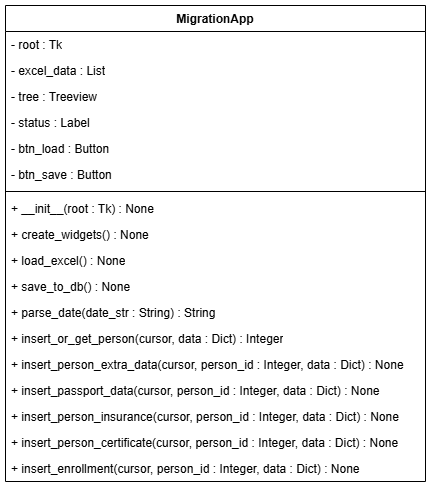 MigrationApp
- root : Tk
- excel_data : List
- tree : Treeview
- status : Label
- btn_load : Button
- btn_save : Button
+ __init__(root : Tk) : None
+ create_widgets() : None
+ load_excel() : None
+ save_to_db() : None
+ parse_date(date_str : String) : String
+ insert_or_get_person(cursor, data : Dict) : Integer
+ insert_person_extra_data(cursor, person_id : Integer, data : Dict) : None
+ insert_passport_data(cursor, person_id : Integer, data : Dict) : None
+ insert_person_insurance(cursor, person_id : Integer, data : Dict) : None
+ insert_person_certificate(cursor, person_id : Integer, data : Dict) : None
+ insert_enrollment(cursor, person_id : Integer, data : Dict) : None